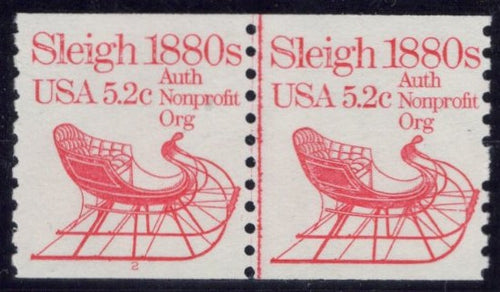 Sleigh 1880s
USA 5.2c Auth
Nonprofit
Org
2
Sleigh 1880s
USA 5.2c Auth
Nonprofit
Org